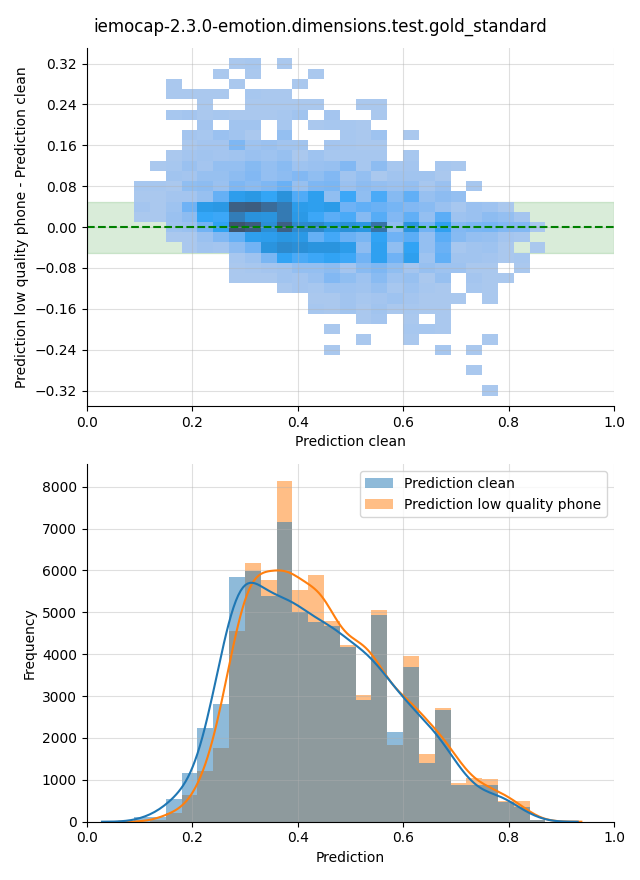 iemocap-2.3.0-emotion.dimensions.test.gold_standard
Prediction low quality phone - Prediction clean
0.32
0.24
0.16
0.08
0.00
−0.08
−0.16
−0.24
−0.32
0.0 0.2 0.4 0.6 0.8 1.0
Prediction clean
Prediction clean
Prediction low quality phone
Frequency
8000
7000
6000
5000
4000
3000
2000
1000
0
0.0 0.2 0.4 0.6 0.8 1.0
Prediction